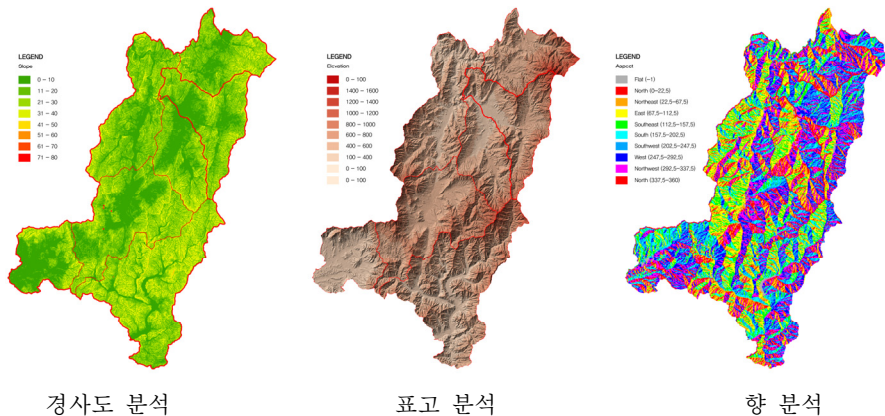 LEGEND
Slope
0 - 10
11 - 20
21 - 30
31 - 40
41 - 50
51 - 60
61 - 70
71 - 80
LEGEND
Elevation
0 - 100
1400 - 1600
1200 - 1400
1000 - 1200
800 - 1000
600 - 800
400 - 600
100 - 400
0 - 100
0 - 100
LEGEND
Aspect
Flat (-1)
North (0-22,5)
Northeast (22,5-67,5)
East (67,5-112,5)
Southeast (112,5-157,5)
South (157,5-202,5)
Southwest (202,5-247,5)
West (247,5-292,5)
Northwest (292,5-337,5)
North (337,5-360)
경사도 분석
표고 분석
향 분석